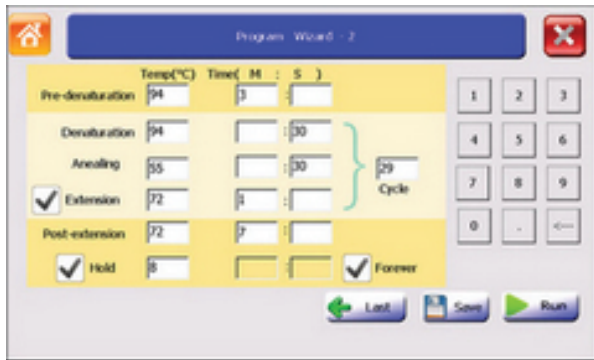 Program Wizard - 2
Temp(°C) Time( M : S )
Pre-denaturation 94 3 :
Denaturation 94 : 30
Annealing 55 : 30
29
Cycle
Extension 72 1 :
Post-extension 72 7 :
Hold 8 : Forever
1 2 3
4 5 6
7 8 9
0 . <--
Last Save Run